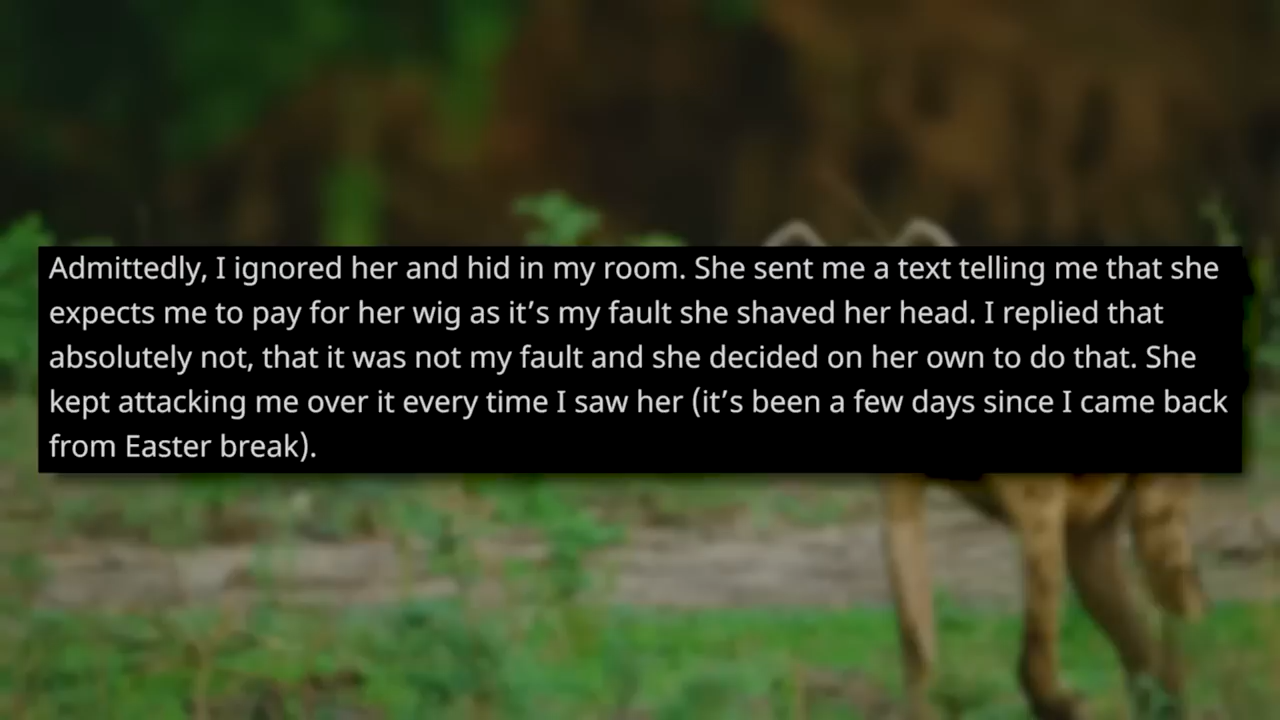 Admittedly, I ignored her and hid in my room. She sent me a text telling me that she
expects me to pay for her wig as it’s my fault she shaved her head. I replied that
absolutely not, that it was not my fault and she decided on her own to do that. She
kept attacking me over it every time I saw her (it’s been a few days since I came back
from Easter break).